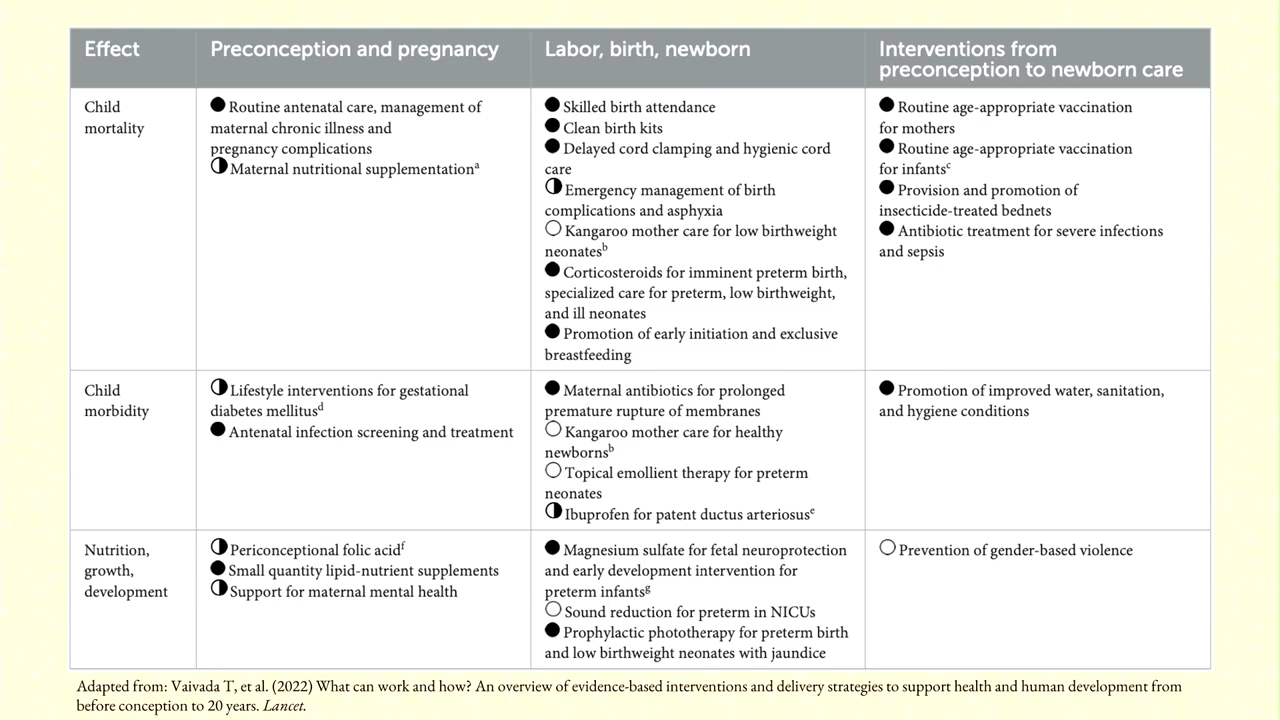 Effect
Preconception and pregnancy
Labor, birth, newborn
Interventions from
preconception to newborn care
Child
mortality
Routine antenatal care, management of
maternal chronic illness and
pregnancy complications
Maternal nutritional supplementationᵃ
Skilled birth attendance
Clean birth kits
Delayed cord clamping and hygienic cord
care
Emergency management of birth
complications and asphyxia
Kangaroo mother care for low birthweight
neonatesᵇ
Corticosteroids for imminent preterm birth,
specialized care for preterm, low birthweight,
and ill neonates
Promotion of early initiation and exclusive
breastfeeding
Routine age-appropriate vaccination
for mothers
Routine age-appropriate vaccination
for infantsᶜ
Provision and promotion of
insecticide-treated bednets
Antibiotic treatment for severe infections
and sepsis
Child
morbidity
Lifestyle interventions for gestational
diabetes mellitusᵈ
Antenatal infection screening and treatment
Maternal antibiotics for prolonged
premature rupture of membranes
Kangaroo mother care for healthy
newbornsᵇ
Topical emollient therapy for preterm
neonates
Ibuprofen for patent ductus arteriosusᵉ
Promotion of improved water, sanitation,
and hygiene conditions
Nutrition,
growth,
development
Periconceptional folic acidᶠ
Small quantity lipid-nutrient supplements
Support for maternal mental health
Magnesium sulfate for fetal neuroprotection
and early development intervention for
preterm infantsᵍ
Sound reduction for preterm in NICUs
Prophylactic phototherapy for preterm birth
and low birthweight neonates with jaundice
Prevention of gender-based violence
Adapted from: Vaivada T, et al. (2022) What can work and how? An overview of evidence-based interventions and delivery strategies to support health and human development from
before conception to 20 years. Lancet.